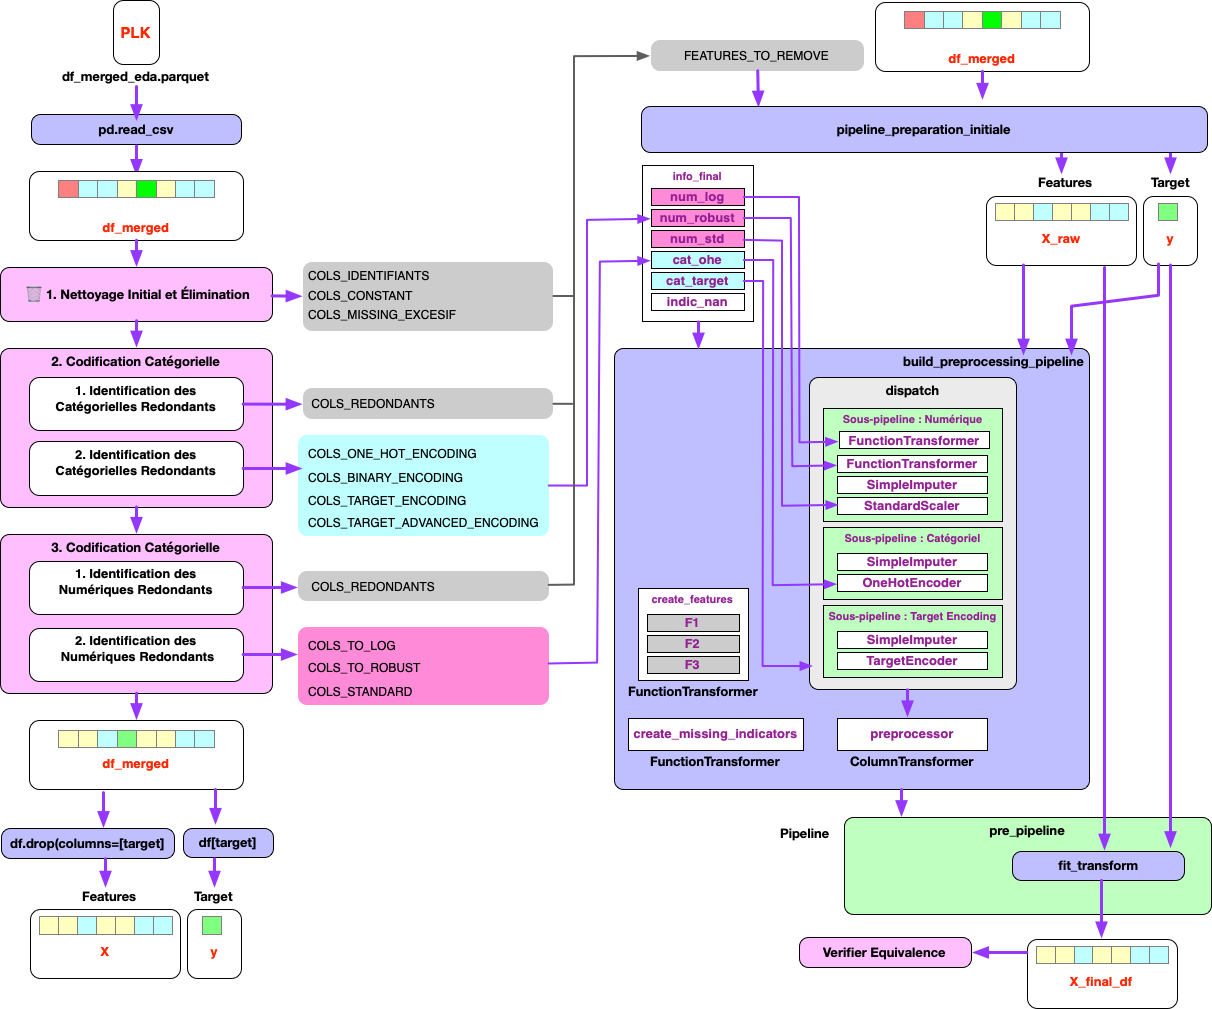 PLK
df_merged_eda.parquet
pd.read_csv
df_merged
1. Nettoyage Initial et Élimination
COLS_IDENTIFIANTS
COLS_CONSTANT
COLS_MISSING_EXCESIF
2. Codification Catégorielle
1. Identification des
Catégorielles Redondants
COLS_REDONDANTS
2. Identification des
Catégorielles Redondants
COLS_ONE_HOT_ENCODING
COLS_BINARY_ENCODING
COLS_TARGET_ENCODING
COLS_TARGET_ADVANCED_ENCODING
3. Codification Catégorielle
1. Identification des
Numériques Redondants
COLS_REDONDANTS
2. Identification des
Numériques Redondants
COLS_TO_LOG
COLS_TO_ROBUST
COLS_STANDARD
df_merged
df.drop(columns=[target]
df[target]
Features
Target
X
y
FEATURES_TO_REMOVE
df_merged
pipeline_preparation_initiale
info_final
num_log
num_robust
num_std
cat_ohe
cat_target
indic_nan
Features
Target
X_raw
y
build_preprocessing_pipeline
dispatch
Sous-pipeline : Numérique
FunctionTransformer
FunctionTransformer
SimpleImputer
StandardScaler
Sous-pipeline : Catégoriel
SimpleImputer
OneHotEncoder
Sous-pipeline : Target Encoding
SimpleImputer
TargetEncoder
create_features
F1
F2
F3
FunctionTransformer
create_missing_indicators
FunctionTransformer
preprocessor
ColumnTransformer
Pipeline
pre_pipeline
fit_transform
Verifier Equivalence
X_final_df